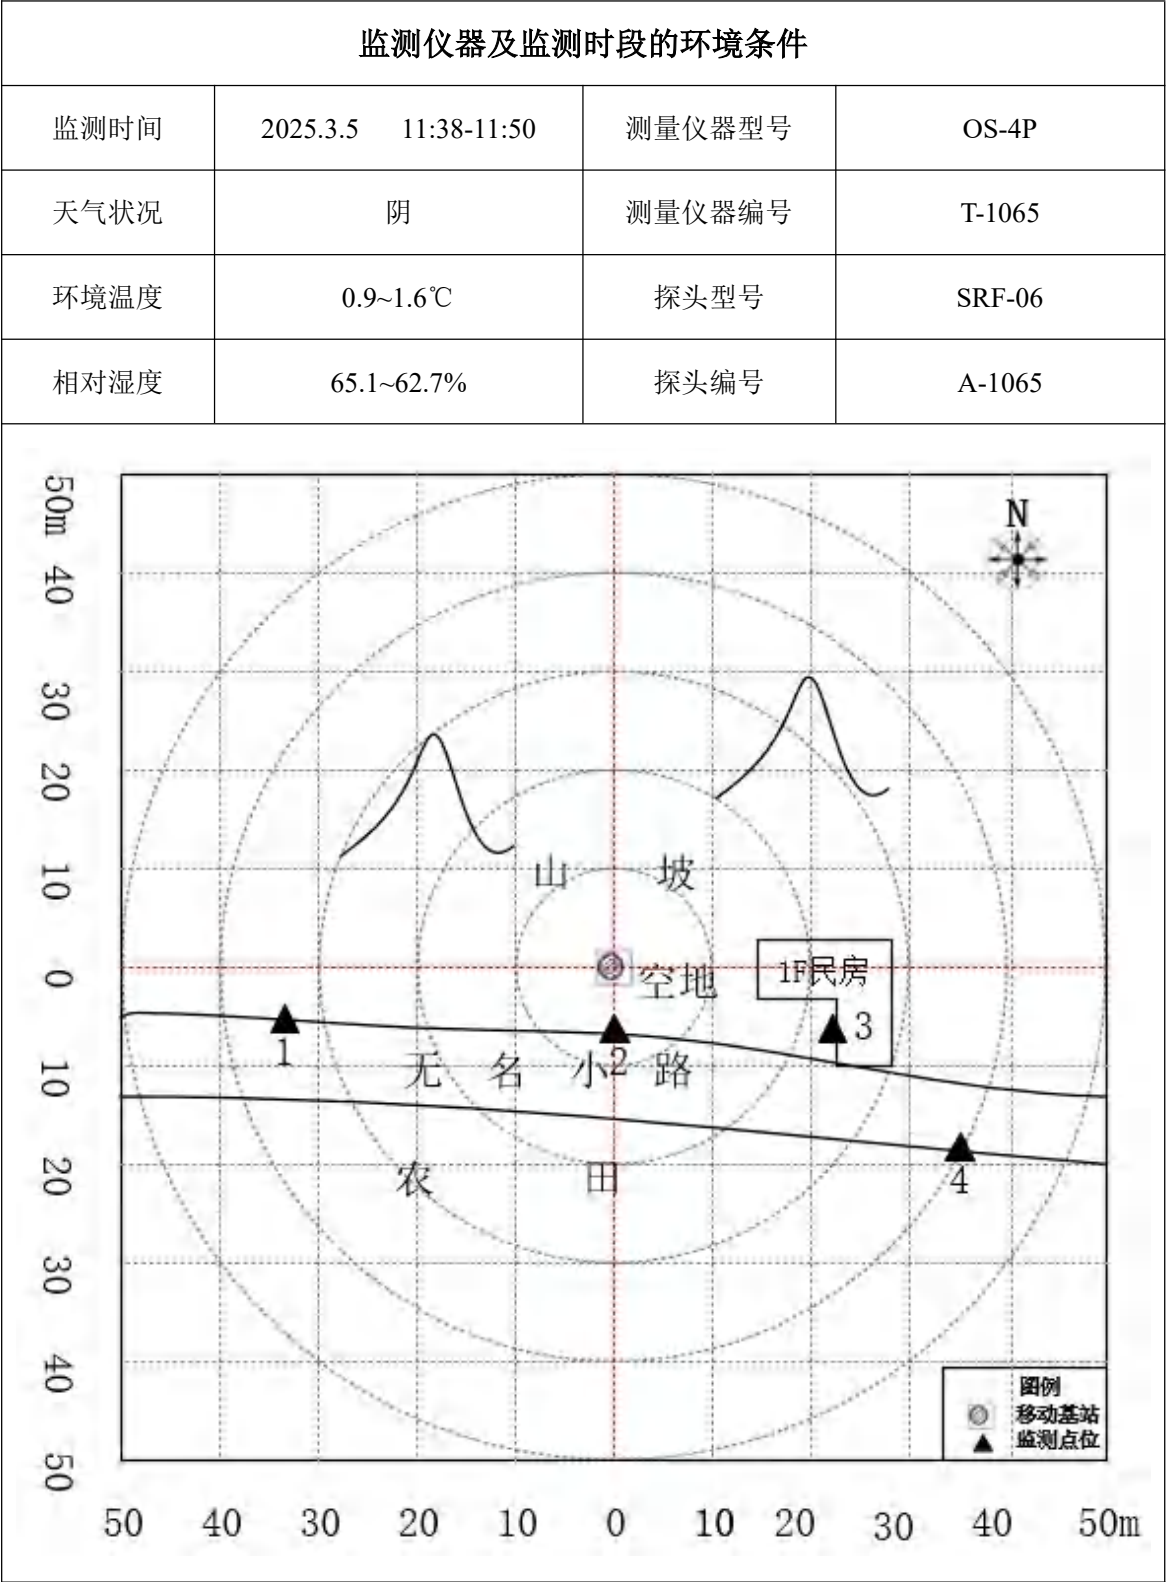 监测仪器及监测时段的环境条件
监测时间 2025.3.5 11:38-11:50 测量仪器型号 OS-4P
天气状况 阴 测量仪器编号 T-1065
环境温度 0.9~1.6℃ 探头型号 SRF-06
相对湿度 65.1~62.7% 探头编号 A-1065
50m
40
30
20
10
0
10
20
30
40
50
N
山 坡
空地
1F民房
1
2
3
无 名 小 路
4
农 田
图例
移动基站
监测点位
50 40 30 20 10 0 10 20 30 40 50m